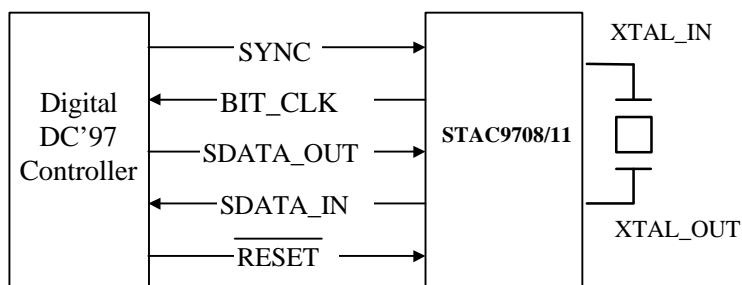 Digital
DC’97
Controller
SYNC
BIT_CLK
SDATA_OUT
SDATA_IN
RESET
STAC9708/11
XTAL_IN
XTAL_OUT